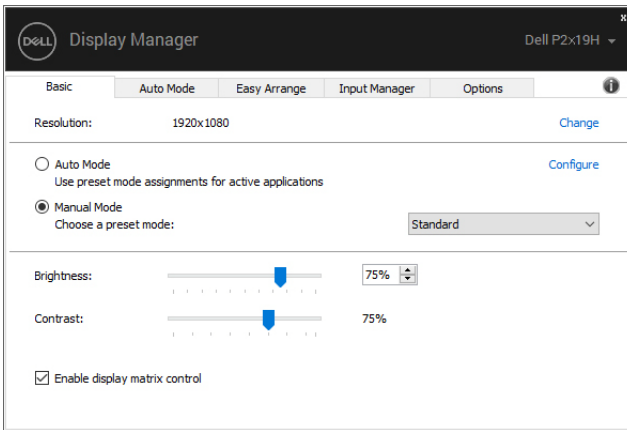 x
DELL Display Manager Dell P2x19H
Basic Auto Mode Easy Arrange Input Manager Options i
Resolution: 1920x1080 Change
Auto Mode Configure
Use preset mode assignments for active applications
Manual Mode
Choose a preset mode: Standard
Brightness: 75%
Contrast: 75%
Enable display matrix control